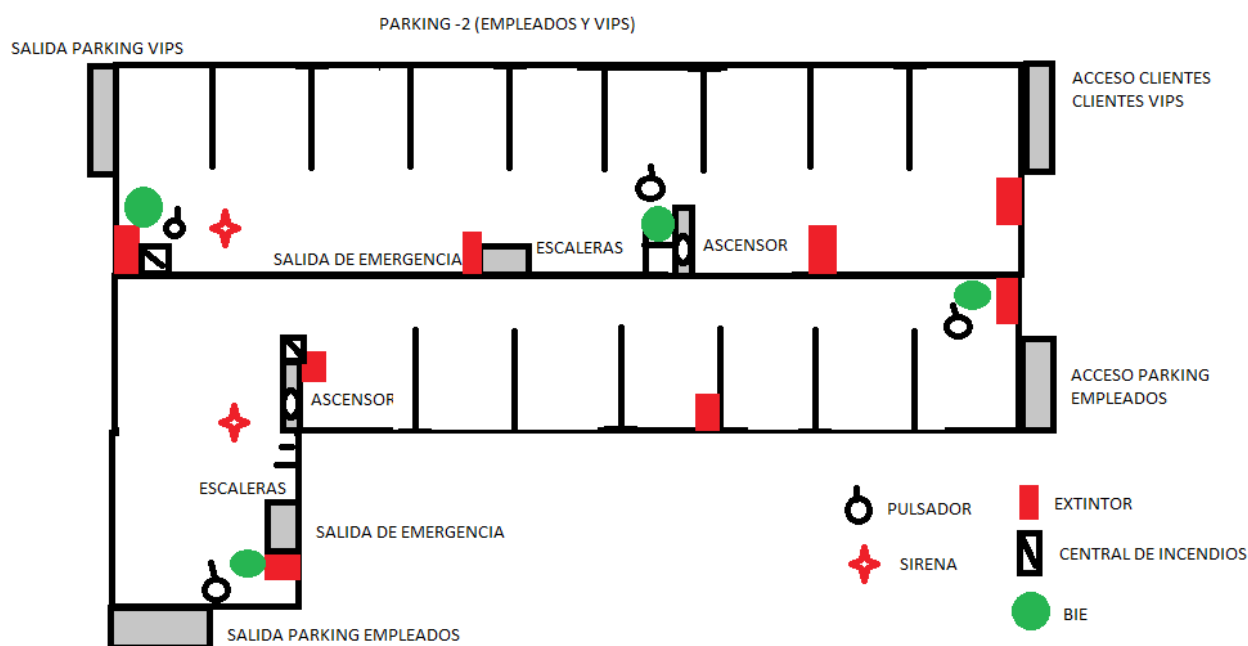 PARKING -2 (EMPLEADOS Y VIPS)
SALIDA PARKING VIPS
ACCESO CLIENTES
CLIENTES VIPS
SALIDA DE EMERGENCIA
ESCALERAS
ASCENSOR
ASCENSOR
ACCESO PARKING
EMPLEADOS
ESCALERAS
SALIDA DE EMERGENCIA
SALIDA PARKING EMPLEADOS
PULSADOR
EXTINTOR
SIRENA
CENTRAL DE INCENDIOS
BIE